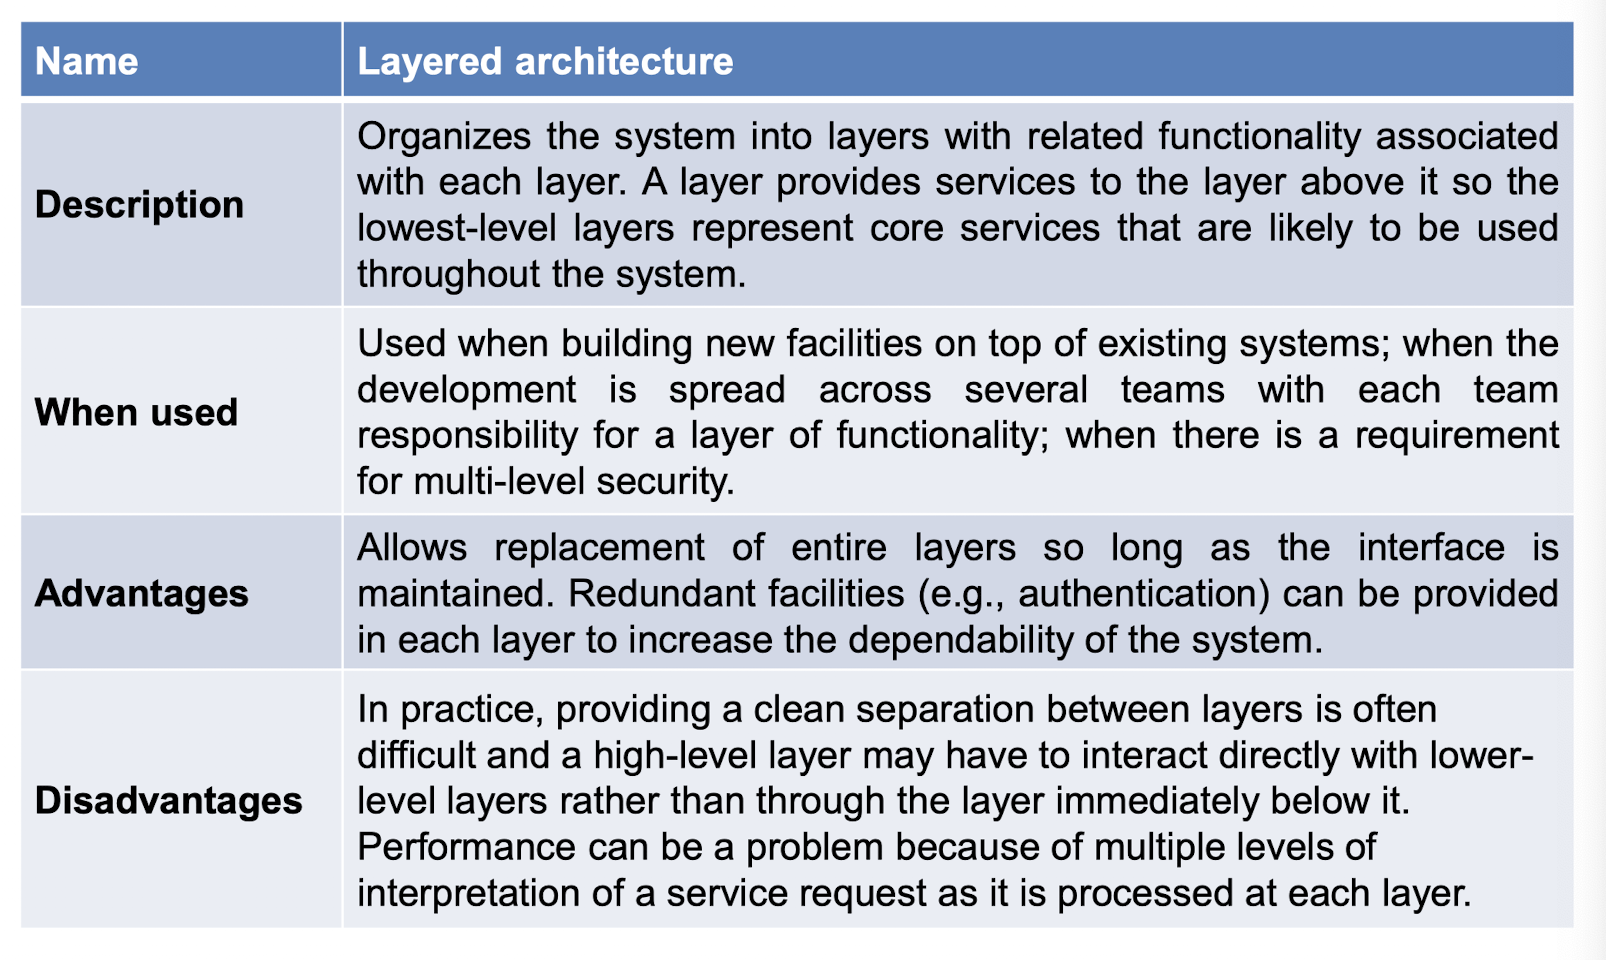 Name
Layered architecture
Description
Organizes the system into layers with related functionality associated
with each layer. A layer provides services to the layer above it so the
lowest-level layers represent core services that are likely to be used
throughout the system.
When used
Used when building new facilities on top of existing systems; when the
development is spread across several teams with each team
responsibility for a layer of functionality; when there is a requirement
for multi-level security.
Advantages
Allows replacement of entire layers so long as the interface is
maintained. Redundant facilities (e.g., authentication) can be provided
in each layer to increase the dependability of the system.
Disadvantages
In practice, providing a clean separation between layers is often
difficult and a high-level layer may have to interact directly with lower-
level layers rather than through the layer immediately below it.
Performance can be a problem because of multiple levels of
interpretation of a service request as it is processed at each layer.